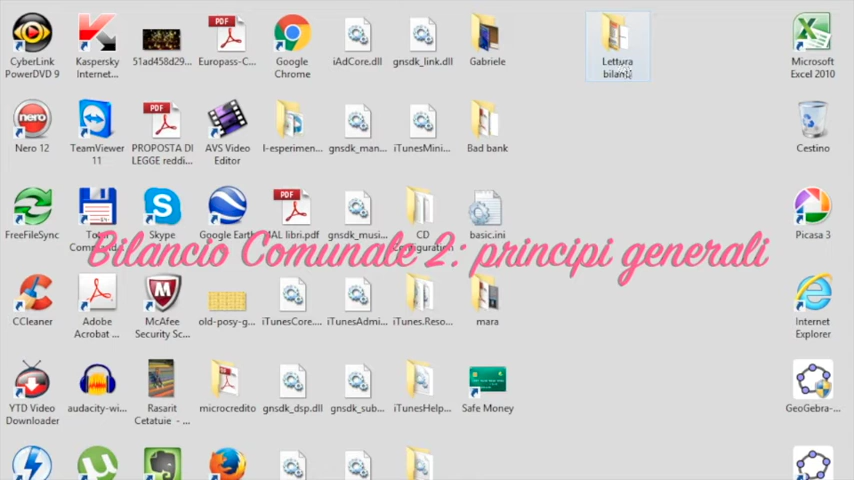 CyberLink
PowerDVD 9
Kaspersky
Internet...
51ad458d29...
PDF
Europass-C...
Google
Chrome
iAdCore.dll
gnsdk_link.dll
Gabriele
Lettura
bilanti
Microsoft
Excel 2010
nero
Nero 12
TeamViewer
11
PROPOSTA DI
LEGGE reddi...
AVS Video
Editor
l-esperimen...
gnsdk_man...
iTunesMini...
Bad bank
Cestino
FreeFileSync
Skype
Google Earth
PDF
MAL libri.pdf
gnsdk_musi...
CD
Configuration
basic.ini
Picasa 3
Bilancio Comunale 2: principi generali
CCleaner
Adobe
Acrobat ...
McAfee
Security Sc...
old-posy-g...
iTunesCore....
iTunesAdmi...
iTunes.Reso...
mara
Internet
Explorer
YTD Video
Downloader
audacity-wi...
Rasarit
Cetatuie - ...
microcredito
gnsdk_dsp.dll
gnsdk_sub...
iTunesHelp...
Safe Money
GeoGebra-...